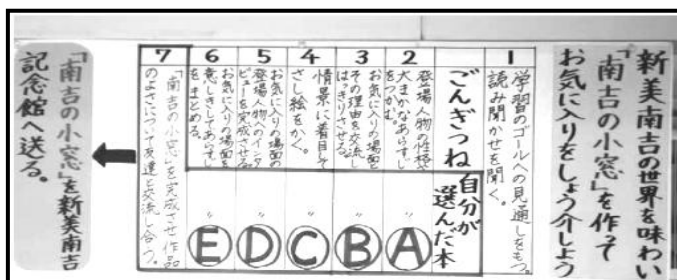 新美南吉の世界を味わい
「南吉の小窓」を作って
お気に入りをしょう介しよう
1
学習のゴールへの見通しをもつ。
読み聞かせを聞く。
ごんぎつね
自分が
選んだ本
2
登場人物の性格や
大まかなあらすじ
をつかむ。
〃
A
3
お気に入りの場面と
その理由を交流し
はっきりさせる。
〃
B
4
情景に着目して
さし絵をかく。
〃
C
5
お気に入りの場面の
登場人物へのインタ
ビューを完成させる。
〃
D
6
お気に入りの場面を
意しきしてあらすじ
をまとめる。
〃
E
7
「南吉の小窓」を完成させ、作品
のよさについて友達と交流し合う。
「南吉の小窓」を新美南吉
記念館へ送る。